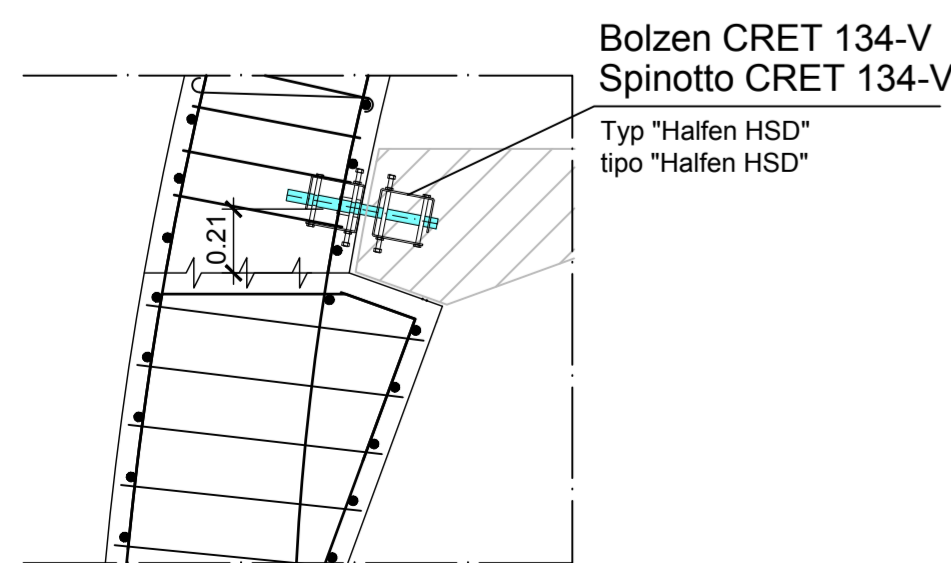 Bolzen CRET 134-V
Spinotto CRET 134-V
Typ "Halfen HSD"
tipo "Halfen HSD"
0.21